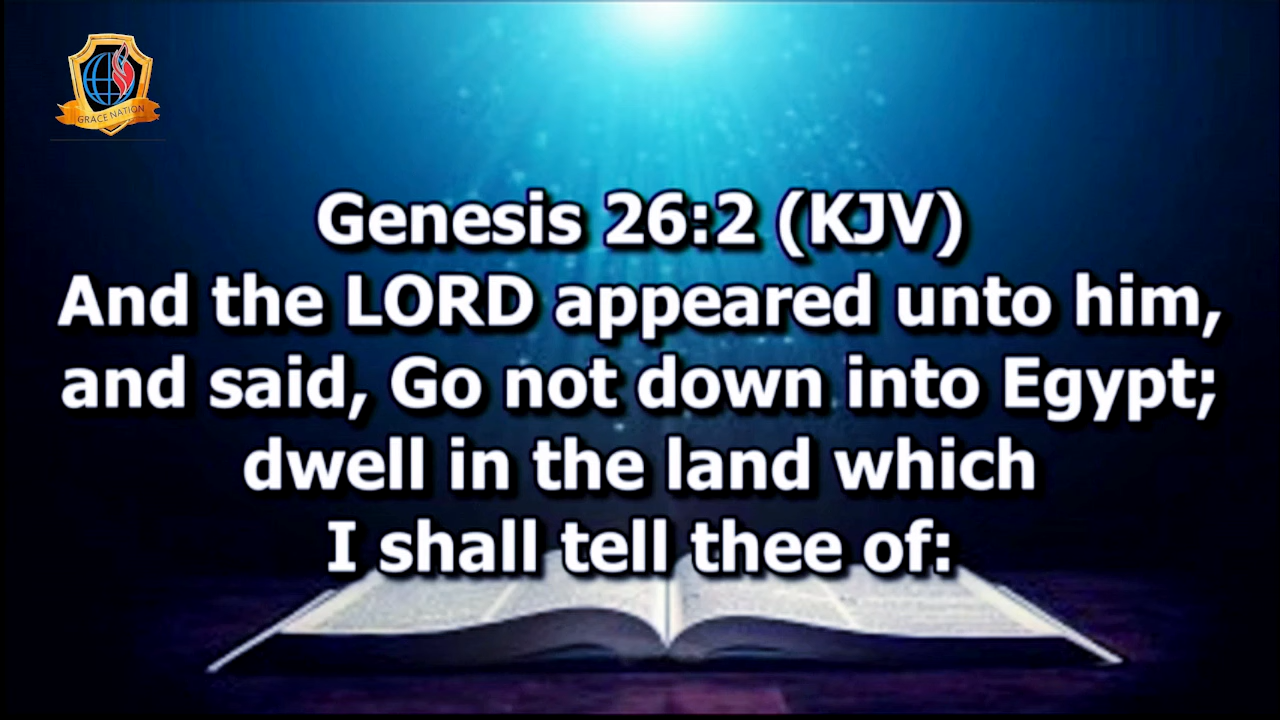 GRACE NATION
Genesis 26:2 (KJV)
And the LORD appeared unto him,
and said, Go not down into Egypt;
dwell in the land which
I shall tell thee of: